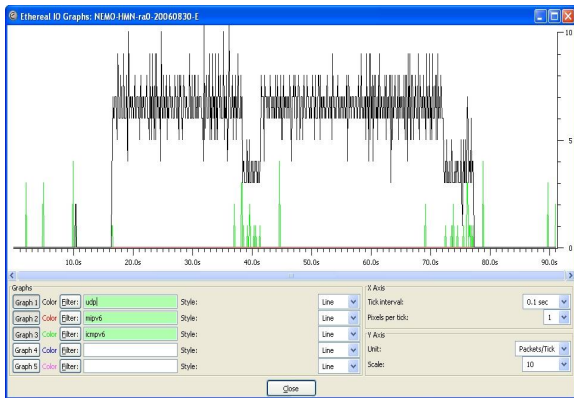 Ethereal IO Graphs: NEMO-HMN-ra0-20060830-E
10
5
0
10.0s 20.0s 30.0s 40.0s 50.0s 60.0s 70.0s 80.0s 90.0s
Graphs
Graph 1 Color Filter: udp Style: Line
Graph 2 Color Filter: mipv6 Style: Line
Graph 3 Color Filter: icmpv6 Style: Line
Graph 4 Color Filter: Style: Line
Graph 5 Color Filter: Style: Line
X Axis
Tick interval: 0.1 sec
Pixels per tick: 1
Y Axis
Unit: Packets/Tick
Scale: 10
Close